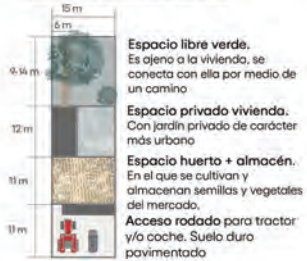 15 m
6 m
9-14 m
Espacio libre verde.
Es ajeno a la vivienda, se
conecta con ella por medio de
un camino
12 m
Espacio privado vivienda.
Con jardín privado de carácter
más urbano
11 m
Espacio huerto + almacén.
En el que se cultivan y
almacenan semillas y vegetales
del mercado.
11 m
Acceso rodado para tractor
y/o coche. Suelo duro
pavimentado